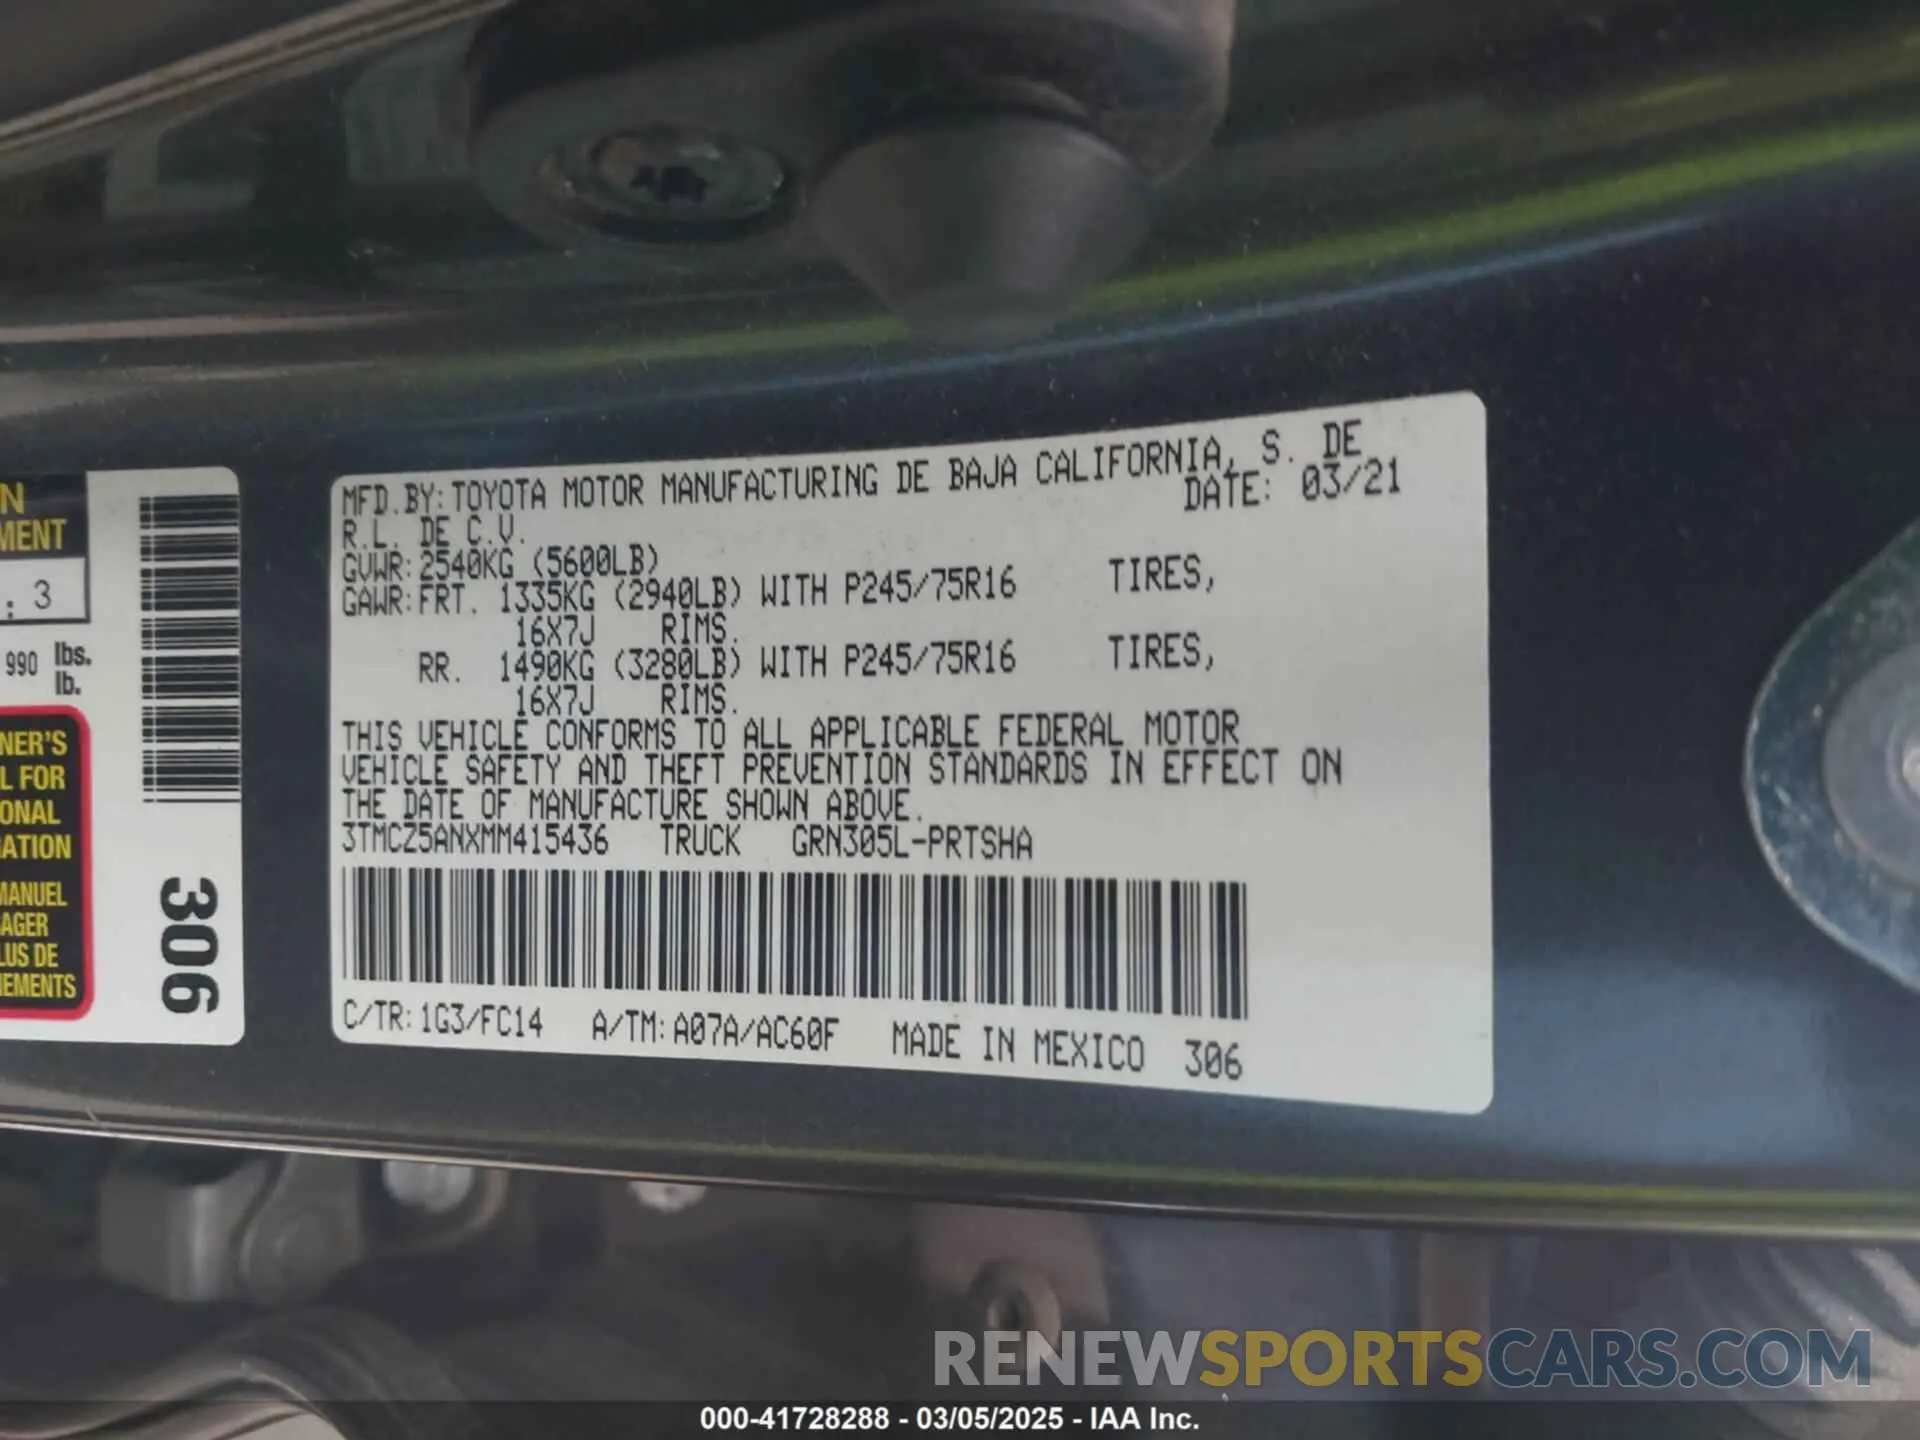 MFD.BY:TOYOTA MOTOR MANUFACTURING DE BAJA CALIFORNIA, S. DE
R.L. DE C.V. DATE: 03/21
GVWR:2540KG (5600LB)
GAWR:FRT. 1335KG (2940LB) WITH P245/75R16 TIRES,
16X7J RIMS.
RR. 1490KG (3280LB) WITH P245/75R16 TIRES,
16X7J RIMS.
THIS VEHICLE CONFORMS TO ALL APPLICABLE FEDERAL MOTOR
VEHICLE SAFETY AND THEFT PREVENTION STANDARDS IN EFFECT ON
THE DATE OF MANUFACTURE SHOWN ABOVE.
3TMCZ5ANXMM415436 TRUCK GRN305L-PRTSHA
C/TR:1G3/FC14 A/TM:A07A/AC60F MADE IN MEXICO 306
N
MENT
: 3
990 lbs.
lb.
NER'S
L FOR
ONAL
ATION
MANUEL
AGER
LUS DE
NEMENTS
306
RENEWSPORTSCARS.COM
000-41728288 - 03/05/2025 - IAA Inc.